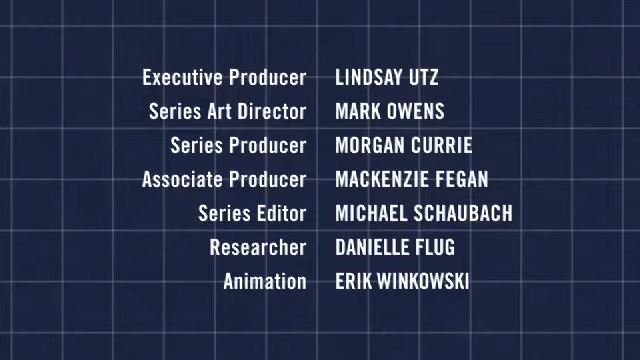 Executive Producer LINDSAY UTZ
Series Art Director MARK OWENS
Series Producer MORGAN CURRIE
Associate Producer MACKENZIE FEGAN
Series Editor MICHAEL SCHAUBACH
Researcher DANIELLE FLUG
Animation ERIK WINKOWSKI